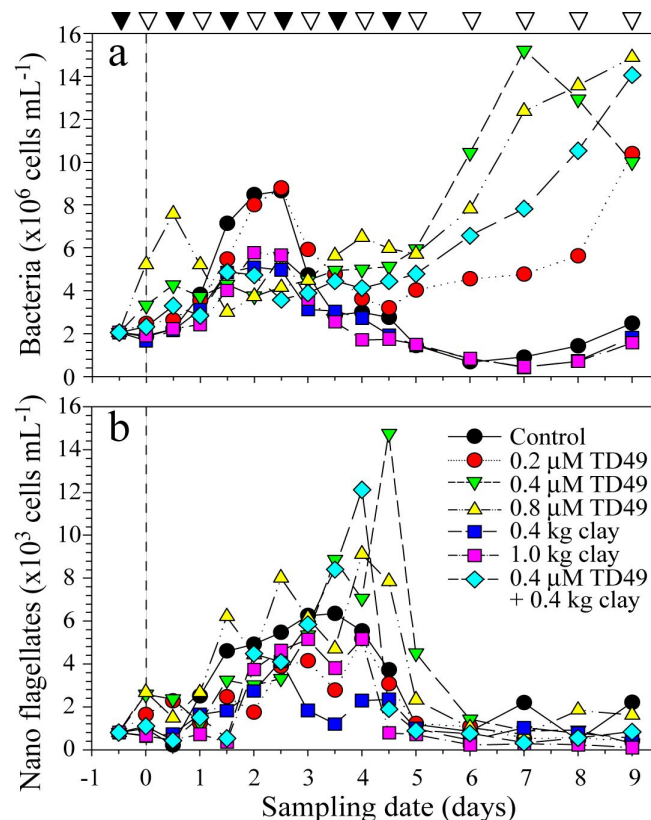 16
a
14
12
10
8
6
4
2
0
Bacteria (x10⁶ cells mL⁻¹)
16
b
14
12
10
8
6
4
2
0
Nano flagellates (x10³ cells mL⁻¹)
Control
0.2 µM TD49
0.4 µM TD49
0.8 µM TD49
0.4 kg clay
1.0 kg clay
0.4 µM TD49
+ 0.4 kg clay
-1 0 1 2 3 4 5 6 7 8 9
Sampling date (days)